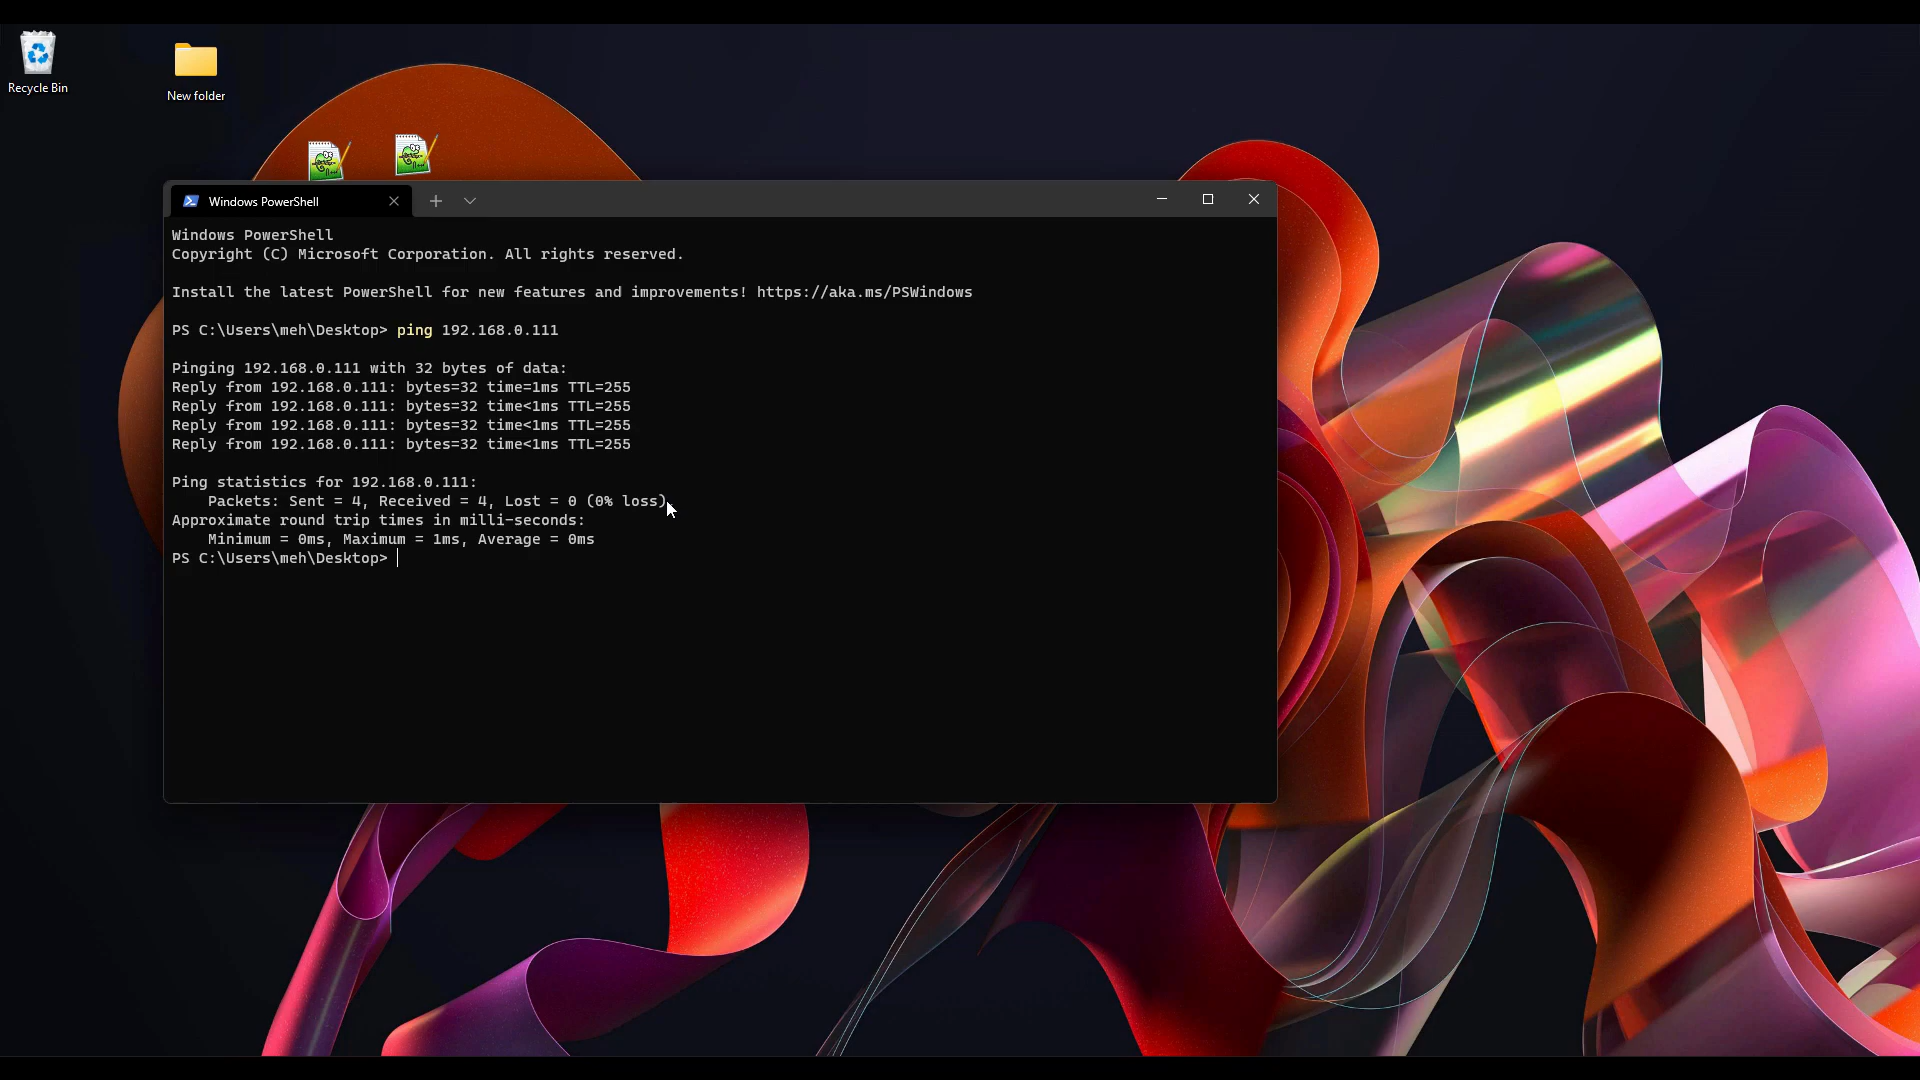 Recycle Bin
New folder
Windows PowerShell
Windows PowerShell
Copyright (C) Microsoft Corporation. All rights reserved.
Install the latest PowerShell for new features and improvements! https://aka.ms/PSWindows
PS C:\Users\meh\Desktop> ping 192.168.0.111
Pinging 192.168.0.111 with 32 bytes of data:
Reply from 192.168.0.111: bytes=32 time=1ms TTL=255
Reply from 192.168.0.111: bytes=32 time<1ms TTL=255
Reply from 192.168.0.111: bytes=32 time<1ms TTL=255
Reply from 192.168.0.111: bytes=32 time<1ms TTL=255
Ping statistics for 192.168.0.111:
Packets: Sent = 4, Received = 4, Lost = 0 (0% loss)
Approximate round trip times in milli-seconds:
Minimum = 0ms, Maximum = 1ms, Average = 0ms
PS C:\Users\meh\Desktop>